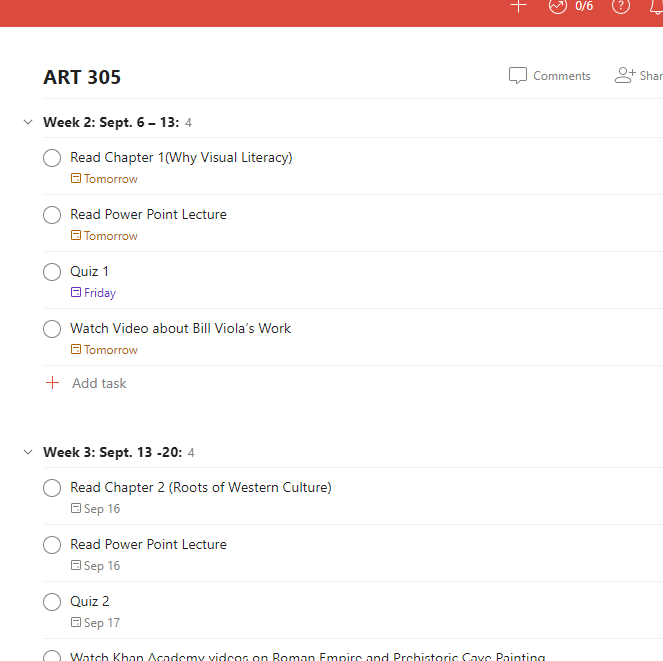 0/6
ART 305
Comments
Shar
Week 2: Sept. 6 – 13: 4
Read Chapter 1(Why Visual Literacy)
Tomorrow
Read Power Point Lecture
Tomorrow
Quiz 1
Friday
Watch Video about Bill Viola's Work
Tomorrow
Add task
Week 3: Sept. 13 -20: 4
Read Chapter 2 (Roots of Western Culture)
Sep 16
Read Power Point Lecture
Sep 16
Quiz 2
Sep 17
Watch Khan Academy videos on Roman Empire and Prehistoric Cave Painting